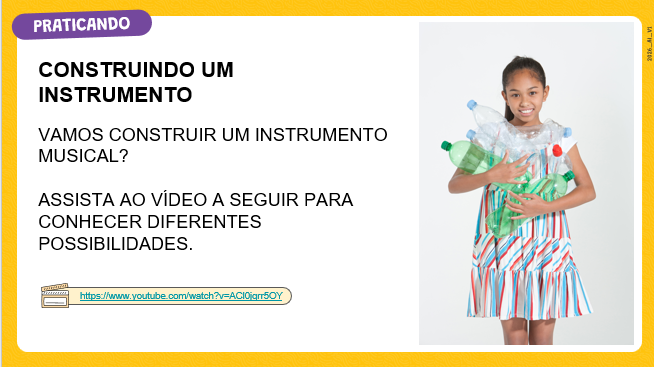 PRATICANDO
CONSTRUINDO UM
INSTRUMENTO
VAMOS CONSTRUIR UM INSTRUMENTO
MUSICAL?
ASSISTA AO VÍDEO A SEGUIR PARA
CONHECER DIFERENTES
POSSIBILIDADES.
https://www.youtube.com/watch?v=ACI0jqrr5OY
2026_AI_V1